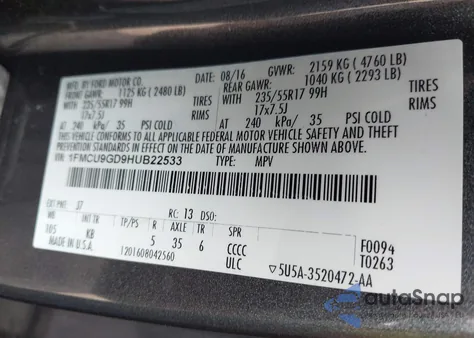 MFD. BY FORD MOTOR CO. 08/16 GVWR: 2159 KG ( 4760 LB)
FRONT GAWR: 1125 KG ( 2480 LB) REAR GAWR: 1040 KG ( 2293 LB)
235/55R17 99H TIRES 235/55R17 99H TIRES
17x7.5J RIMS 17x7.5J RIMS
AT 240 kPa/ 35 PSI COLD AT 240 kPa/ 35 PSI COLD
THIS VEHICLE CONFORMS TO ALL APPLICABLE FEDERAL MOTOR VEHICLE SAFETY AND THEFT
PREVENTION STANDARDS IN EFFECT ON THE DATE OF MANUFACTURE SHOWN ABOVE.
VIN: 1FMCU9GD9HUB22533 TYPE: MPV
EXT PNT: J7 RC: 13 DSO:
WB INT TR TP/PS R AXLE TR SPR F0094
105 KB 5 35 6 CCCC T0263
MADE IN U.S.A. ULC
1201608042560 5U5A-3520472-AA
autoSnap